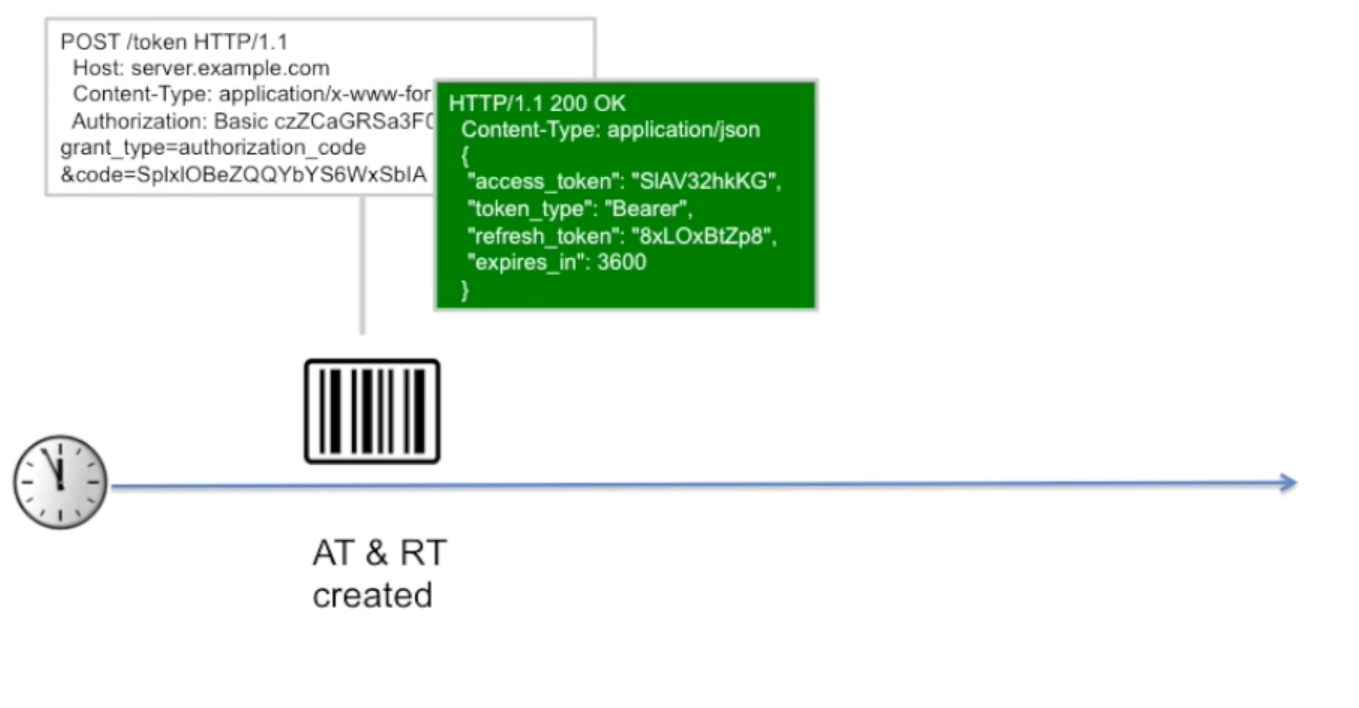 POST /token HTTP/1.1
Host: server.example.com
Content-Type: application/x-www-for
Authorization: Basic czZCaGRSa3F0
grant_type=authorization_code
&code=SplxlOBeZQQYbYS6WxSbIA
HTTP/1.1 200 OK
Content-Type: application/json
{
"access_token": "SlAV32hkKG",
"token_type": "Bearer",
"refresh_token": "8xLOxBtZp8",
"expires_in": 3600
}
AT & RT
created